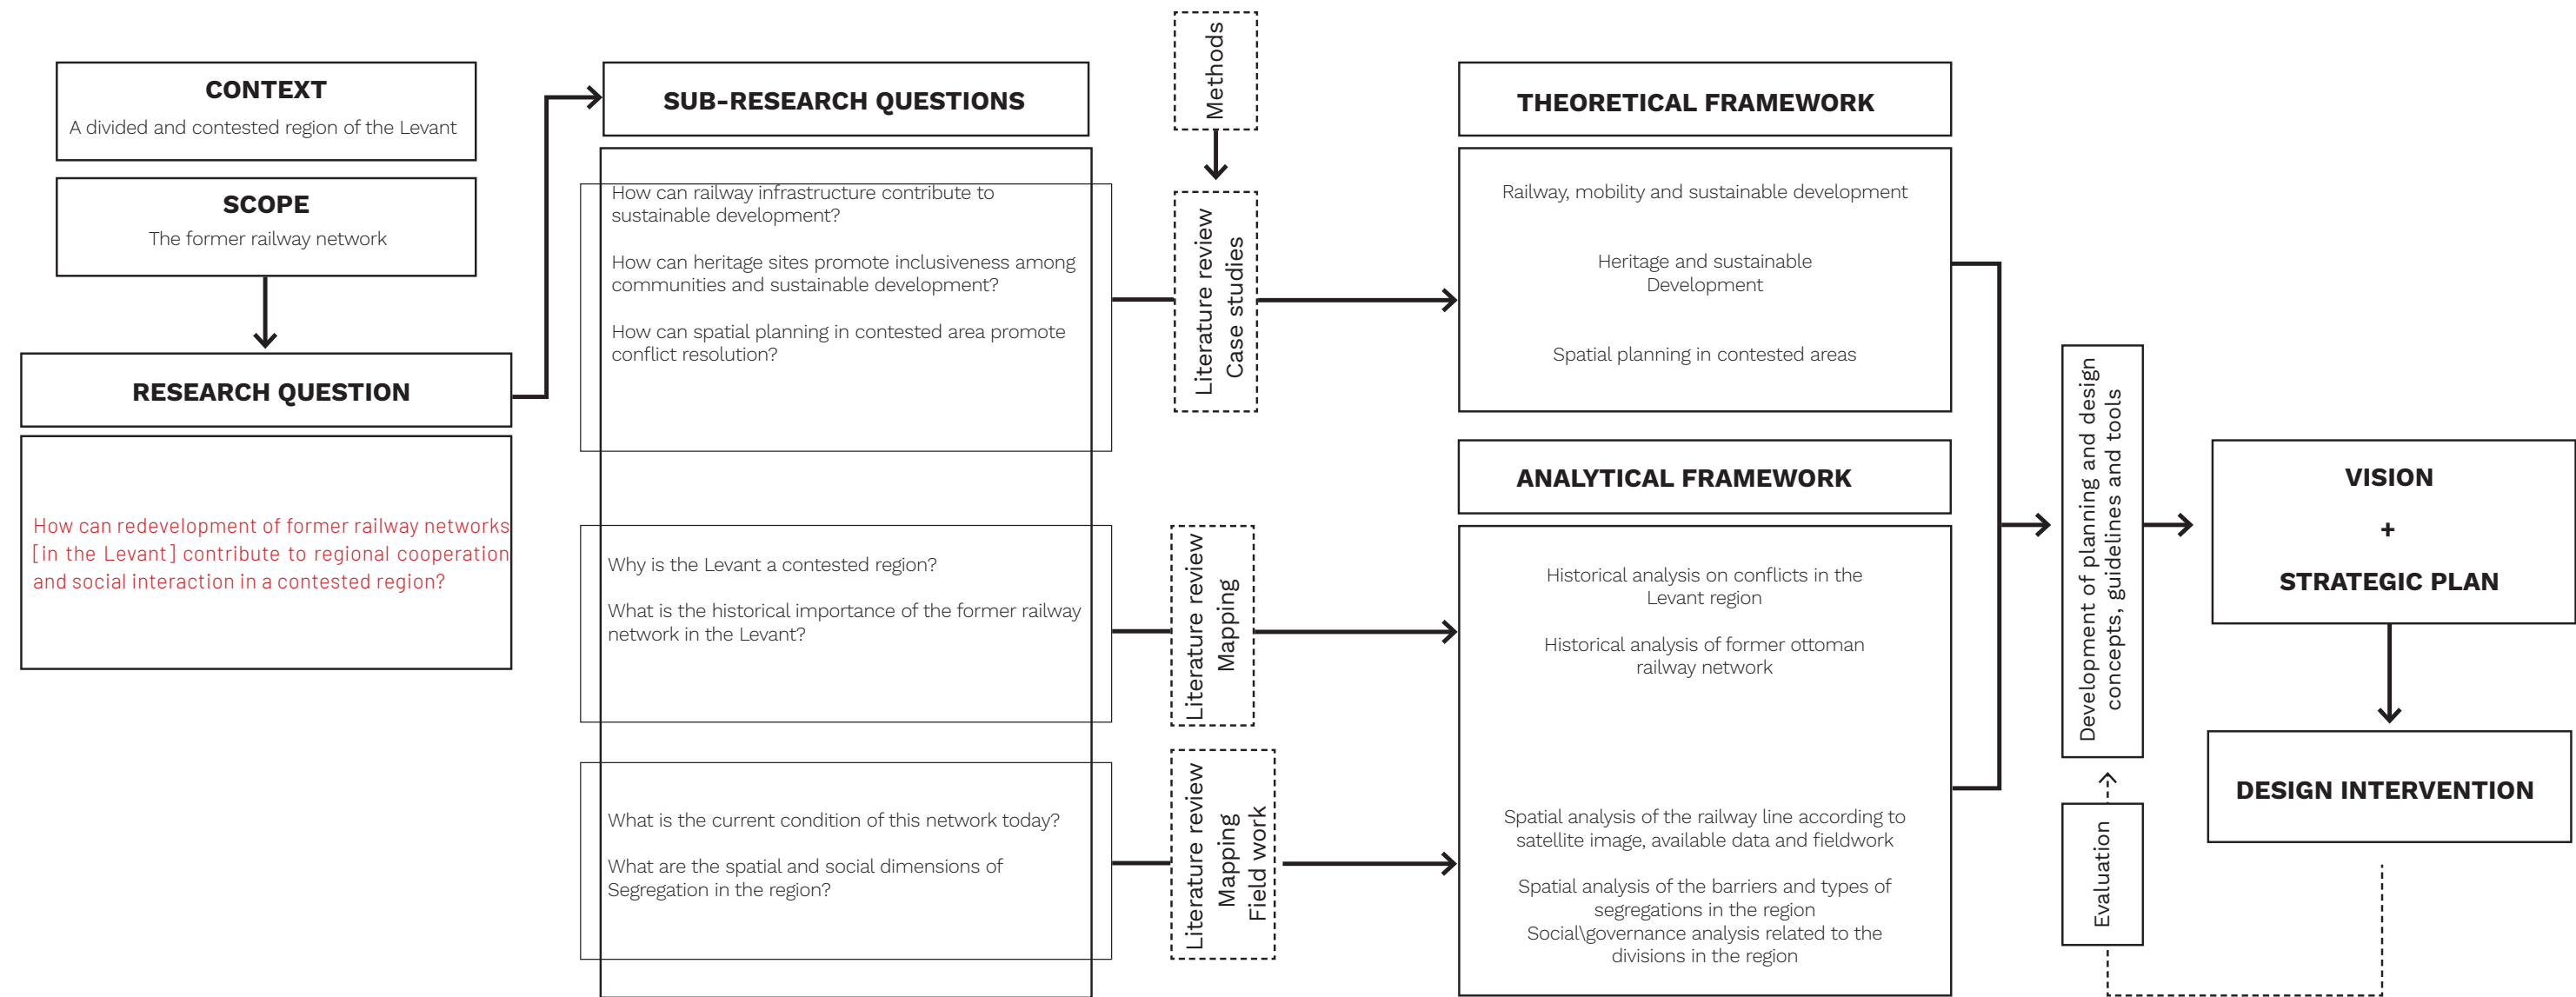 CONTEXT
A divided and contested region of the Levant
SCOPE
The former railway network
RESEARCH QUESTION
How can redevelopment of former railway networks
[in the Levant] contribute to regional cooperation
and social interaction in a contested region?
SUB-RESEARCH QUESTIONS
How can railway infrastructure contribute to
sustainable development?
How can heritage sites promote inclusiveness among
communities and sustainable development?
How can spatial planning in contested area promote
conflict resolution?
Why is the Levant a contested region?
What is the historical importance of the former railway
network in the Levant?
What is the current condition of this network today?
What are the spatial and social dimensions of
Segregation in the region?
Methods
Literature review
Case studies
Literature review
Mapping
Literature review
Mapping
Field work
THEORETICAL FRAMEWORK
Railway, mobility and sustainable development
Heritage and sustainable
Development
Spatial planning in contested areas
ANALYTICAL FRAMEWORK
Historical analysis on conflicts in the
Levant region
Historical analysis of former ottoman
railway network
Spatial analysis of the railway line according to
satellite image, available data and fieldwork
Spatial analysis of the barriers and types of
segregations in the region
Social\governance analysis related to the
divisions in the region
Development of planning and design
concepts, guidelines and tools
Evaluation
VISION
+
STRATEGIC PLAN
DESIGN INTERVENTION